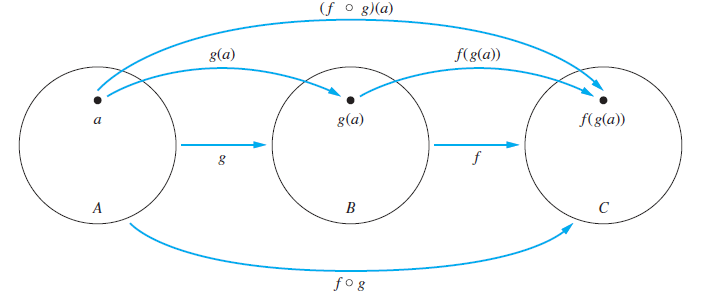 (f ∘ g)(a)
g(a)
f(g(a))
a
g(a)
f(g(a))
g
f
A
B
C
f ∘ g